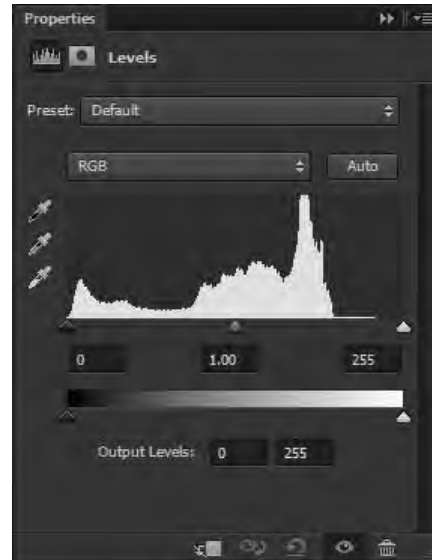 Properties
Levels
Preset: Default
RGB Auto
0 1.00 255
Output Levels: 0 255